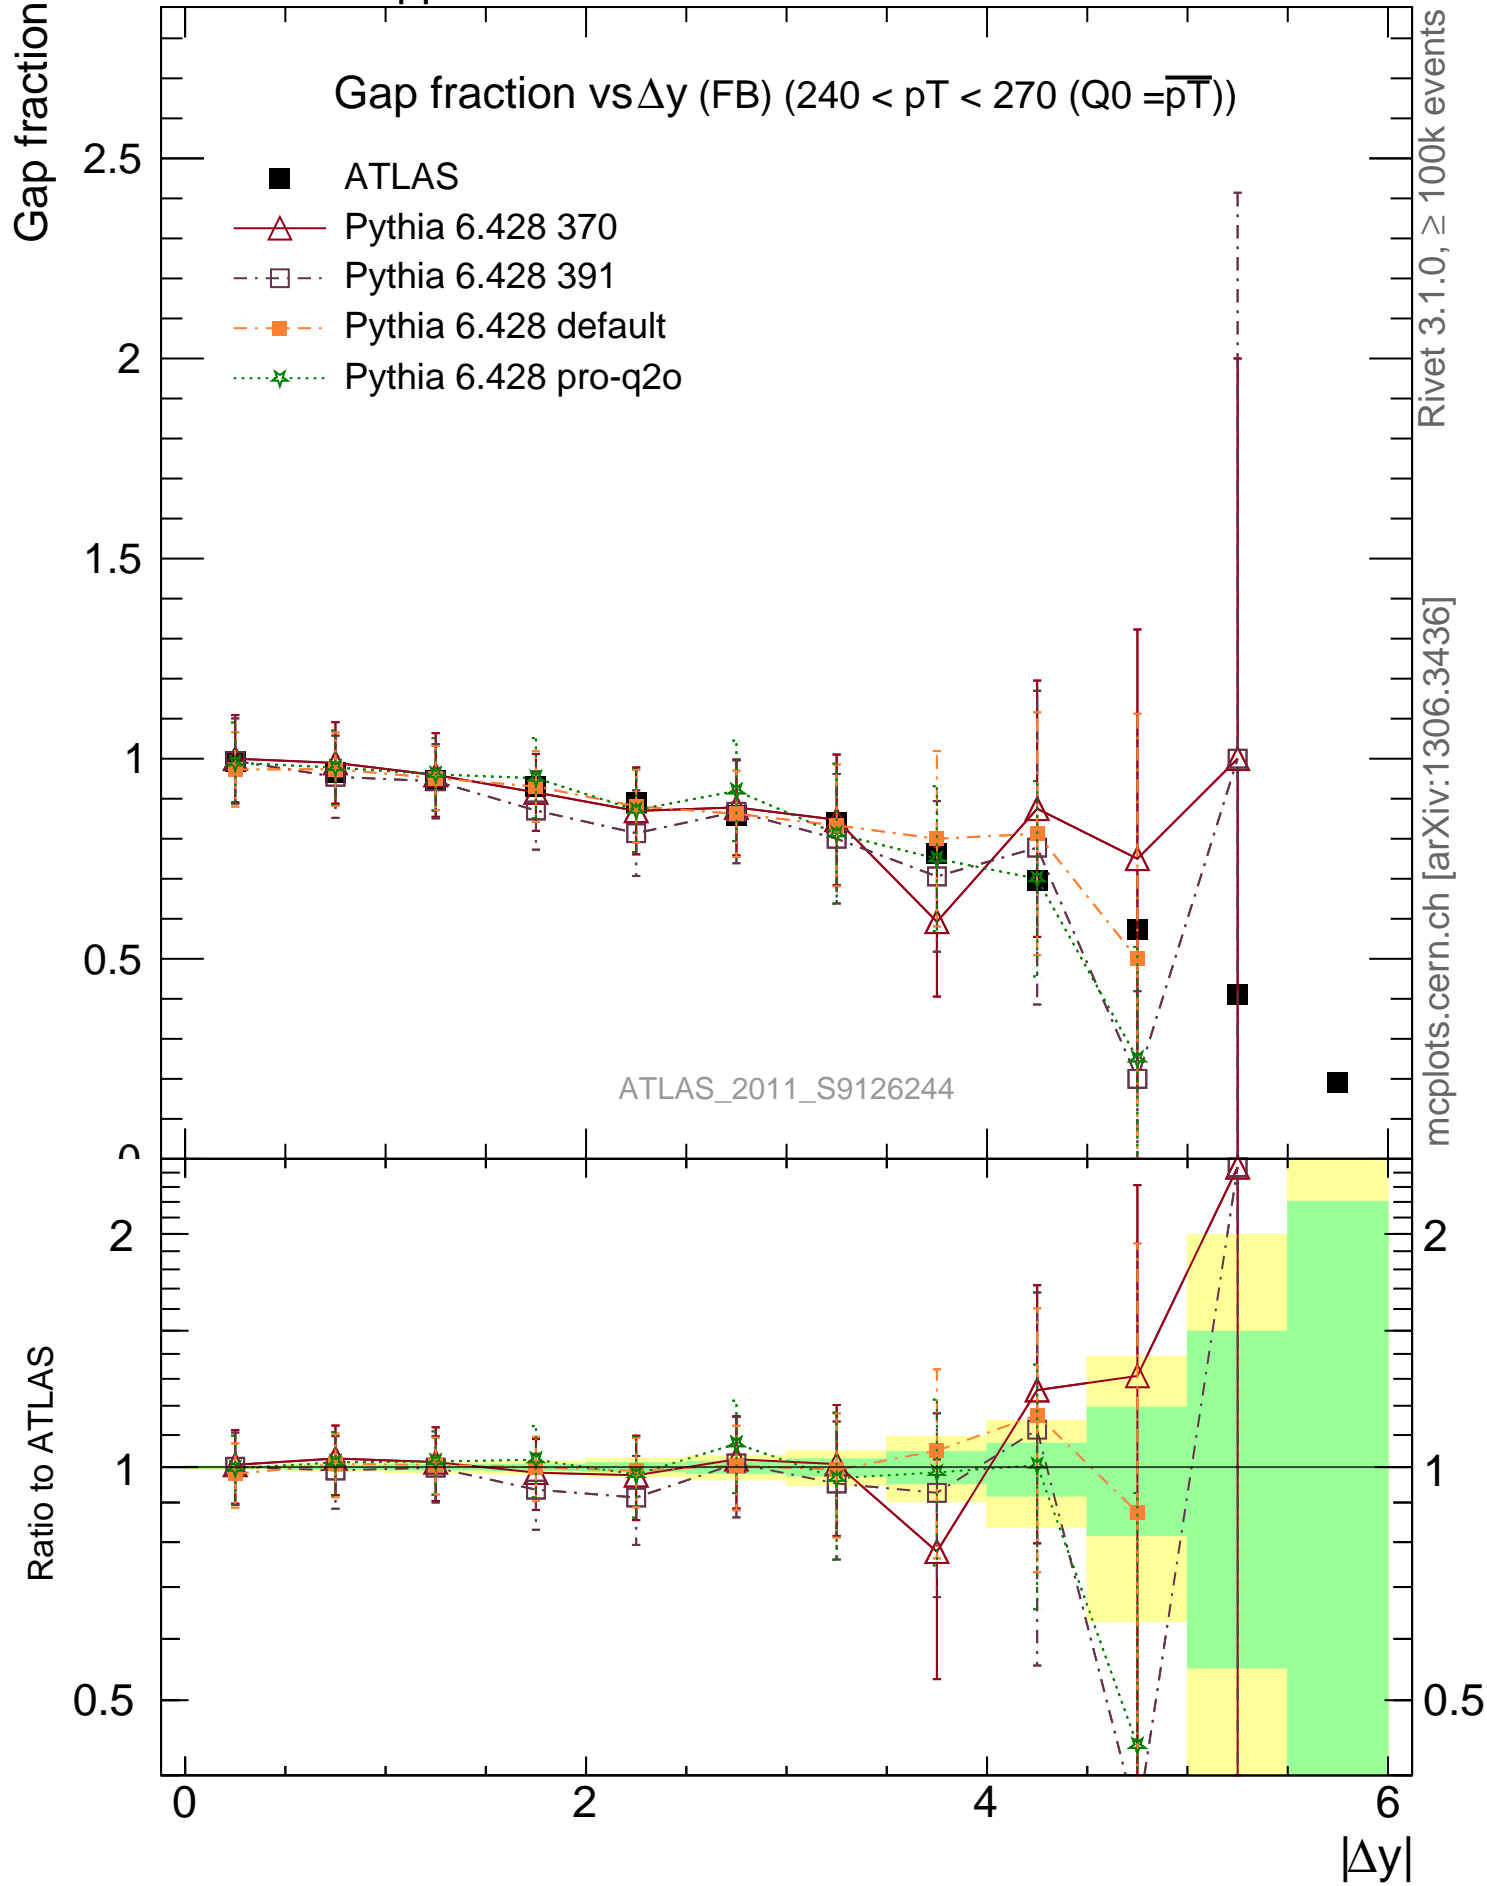 Gap fraction
Gap fraction vs Δy (FB) (240 < pT < 270 (Q0 = p̅T̅))
ATLAS
Pythia 6.428 370
Pythia 6.428 391
Pythia 6.428 default
Pythia 6.428 pro-q2o
2.5
2
1.5
1
0.5
0
ATLAS_2011_S9126244
Rivet 3.1.0, ≥ 100k events
mcplots.cern.ch [arXiv:1306.3436]
Ratio to ATLAS
2
1
0.5
2
1
0.5
0
2
4
6
|Δy|